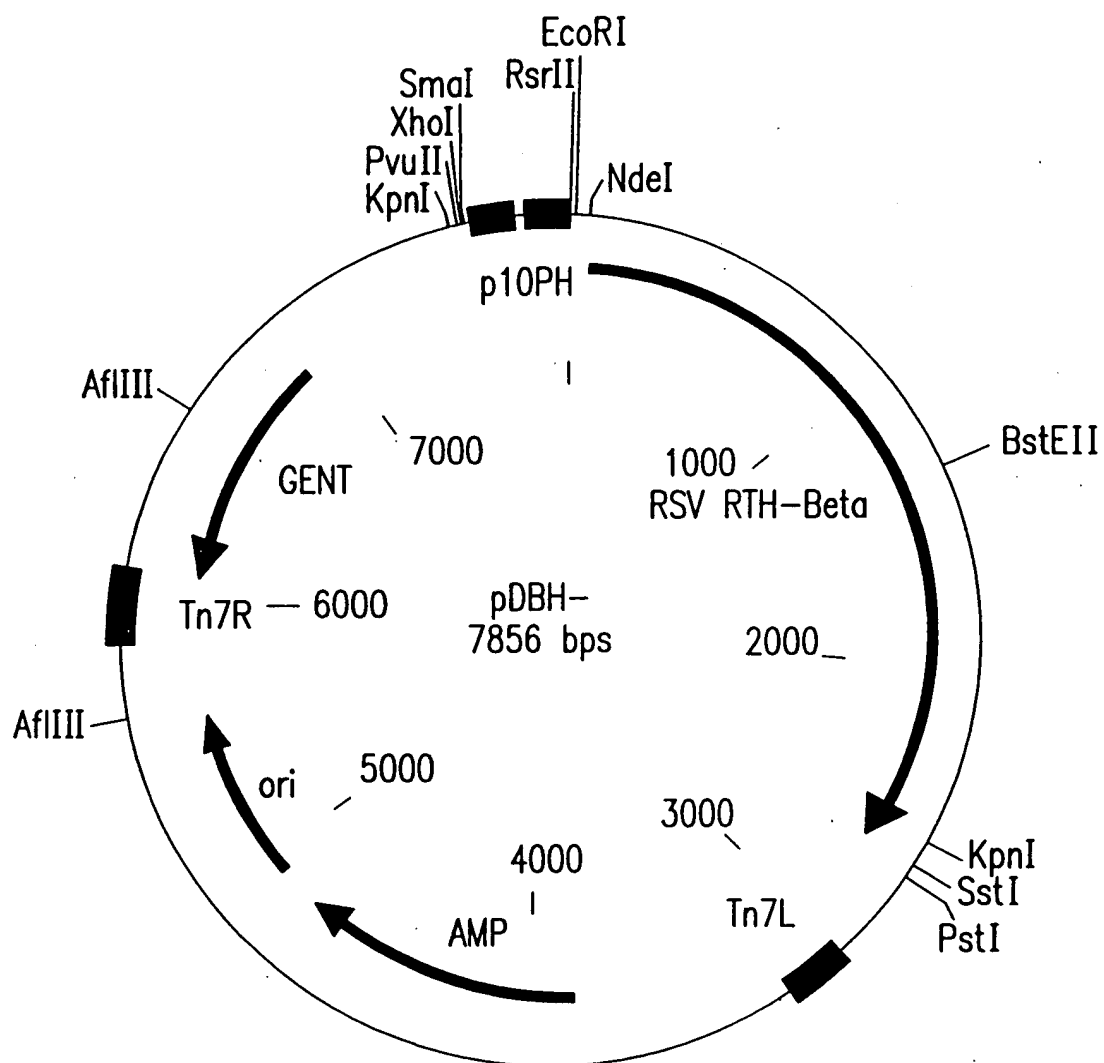 EcoRI
RsrII
SmaI
XhoI
PvuII
KpnI
NdeI
p10PH
AflIII
7000
GENT
1000
BstEII
RSV RTH-Beta
Tn7R
6000
pDBH-
7856 bps
2000
AflIII
ori
5000
3000
4000
KpnI
SstI
PstI
Tn7L
AMP